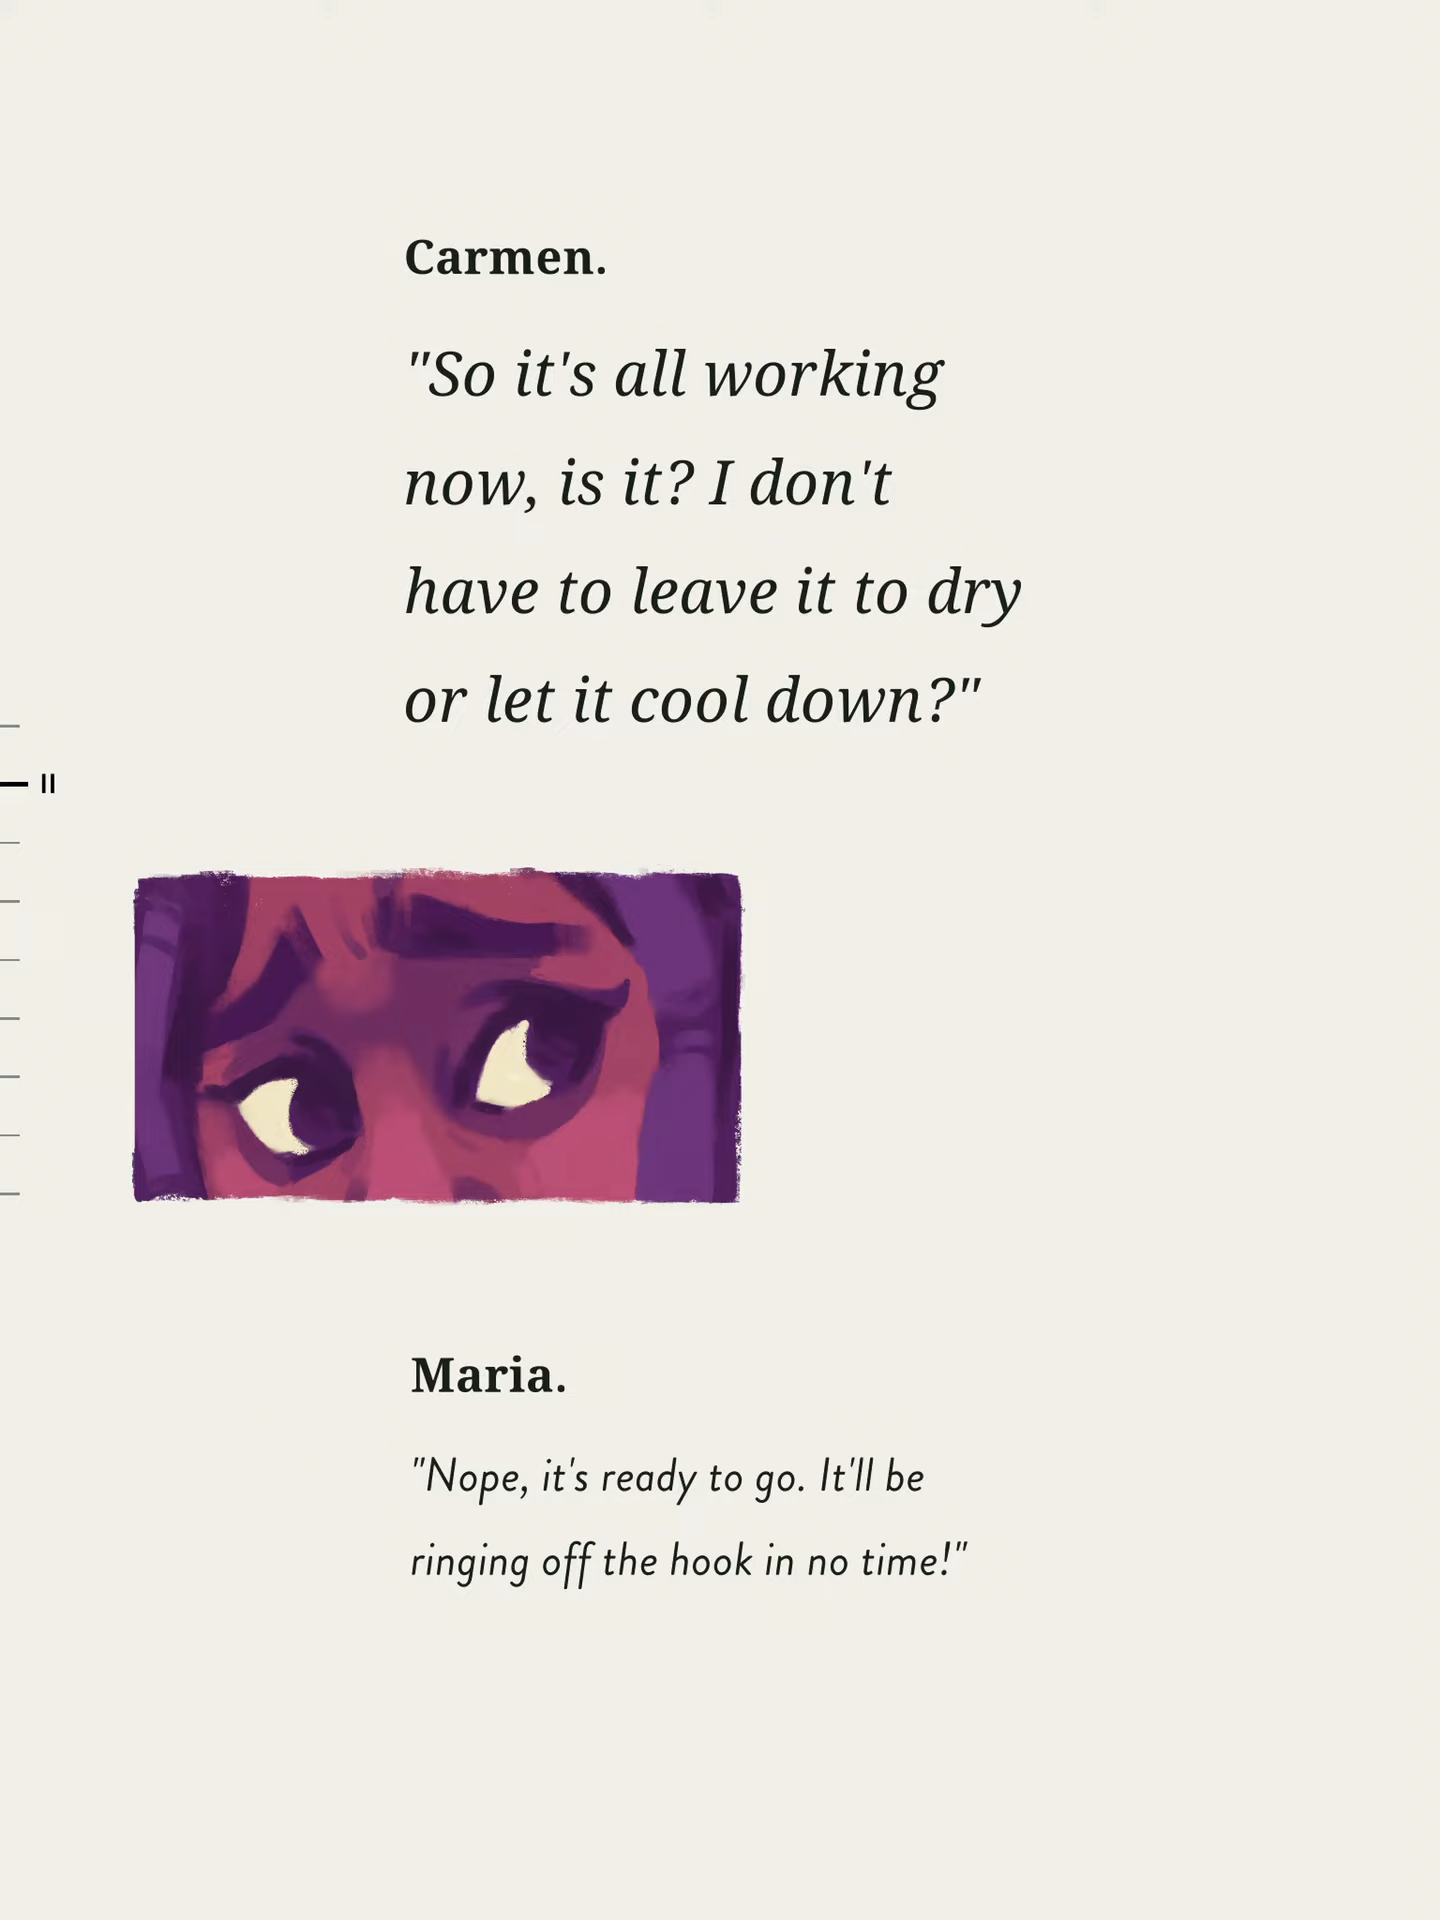 Carmen.
"So it's all working
now, is it? I don't
have to leave it to dry
or let it cool down?"
II
Maria.
"Nope, it's ready to go. It'll be
ringing off the hook in no time!"